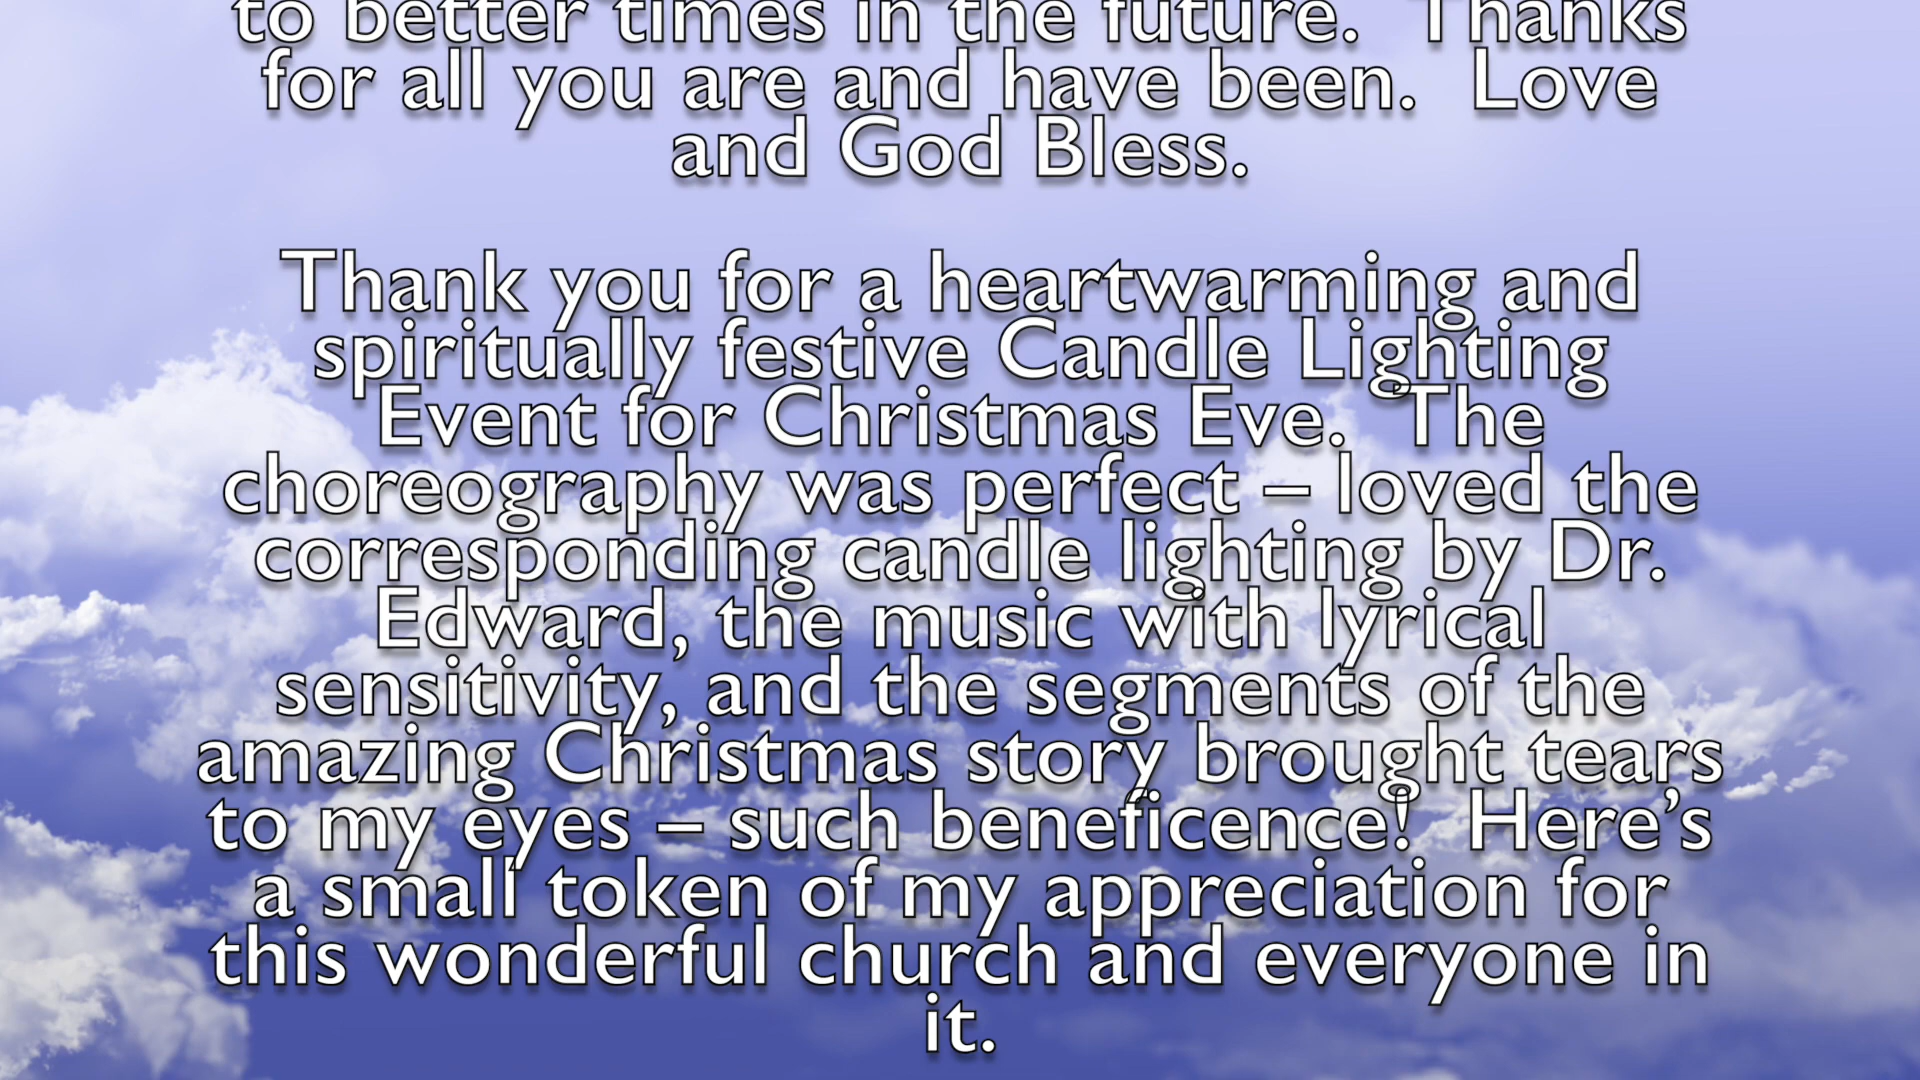 to better times in the future.  Thanks
for all you are and have been.  Love
and God Bless.
Thank you for a heartwarming and
spiritually festive Candle Lighting
Event for Christmas Eve.  The
choreography was perfect – loved the
corresponding candle lighting by Dr.
Edward, the music with lyrical
sensitivity, and the segments of the
amazing Christmas story brought tears
to my eyes – such beneficence!  Here’s
a small token of my appreciation for
this wonderful church and everyone in
it.